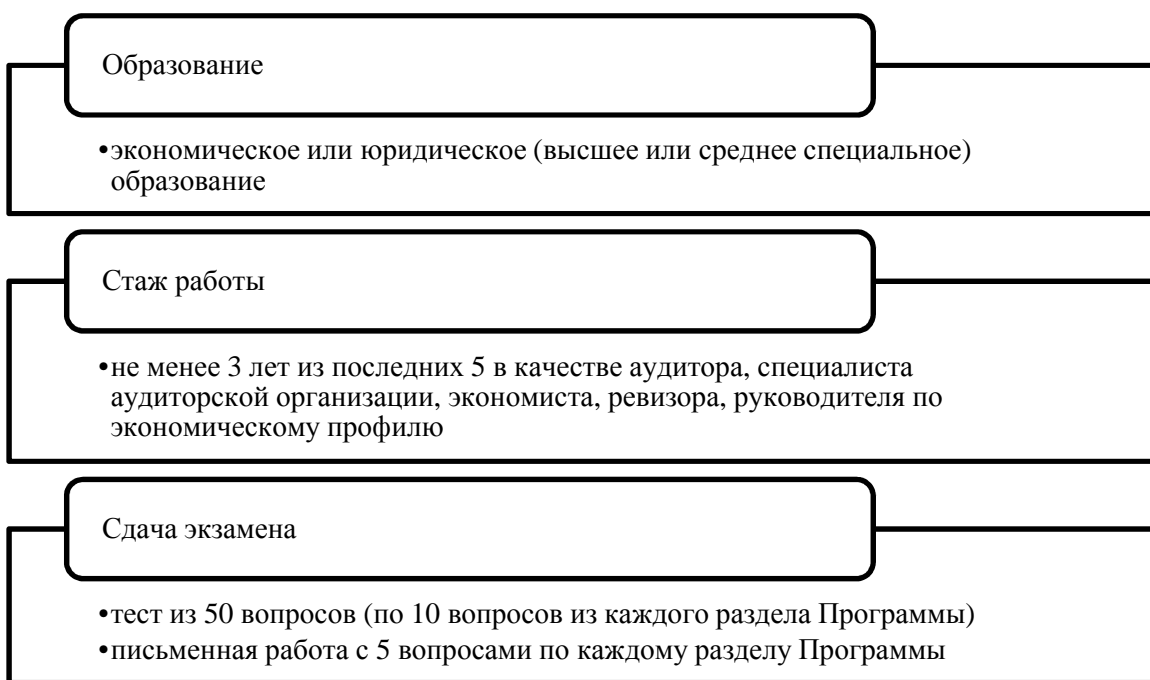 Образование
•экономическое или юридическое (высшее или среднее специальное)
образование
Стаж работы
•не менее 3 лет из последних 5 в качестве аудитора, специалиста
аудиторской организации, экономиста, ревизора, руководителя по
экономическому профилю
Сдача экзамена
•тест из 50 вопросов (по 10 вопросов из каждого раздела Программы)
•письменная работа с 5 вопросами по каждому разделу Программы